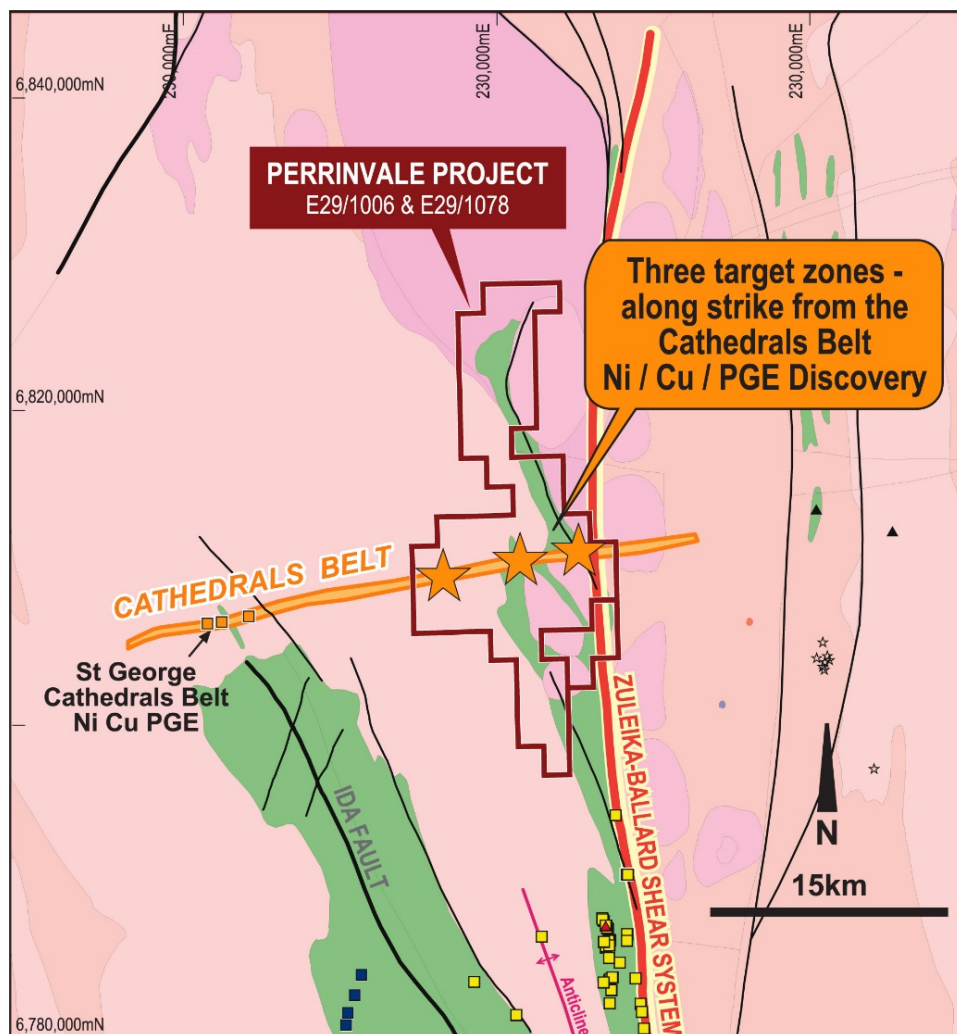 6,840,000mN
230,000mE
230,000mE
PERRINVALE PROJECT
E29/1006 & E29/1078
Three target zones -
along strike from the
Cathedrals Belt
Ni / Cu / PGE Discovery
6,820,000mN
CATHEDRALS BELT
St George
Cathedrals Belt
Ni Cu PGE
IDA FAULT
ZULEIKA-BALLARD SHEAR SYSTEM
N
15km
Anticline
6,780,000mN